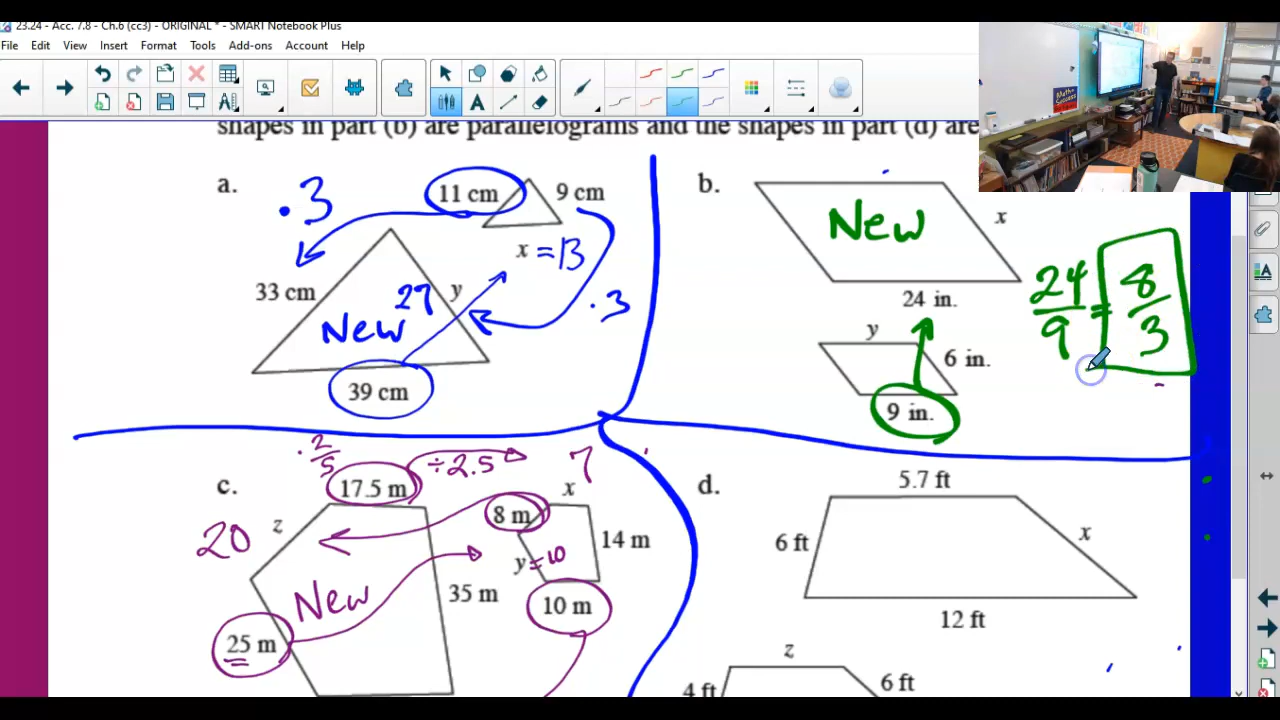 23.24 - Acc. 7.8 - Ch.6 (cc3) - ORIGINAL * - SMART Notebook Plus
File Edit View Insert Format Tools Add-ons Account Help
shapes in part (b) are parallelograms and the shapes in part (d) are
a.
.3
11 cm
9 cm
x = 13
33 cm
27
y
.3
New
39 cm
b.
New
x
24 in.
24/9 = 8/3
y
6 in.
9 in.
c.
· 2/5
17.5 m
÷2.5
7
x
20
z
8 m
14 m
y = 10
New
35 m
10 m
25 m
d.
5.7 ft
6 ft
x
12 ft
z
4 ft
6 ft
Math = Success